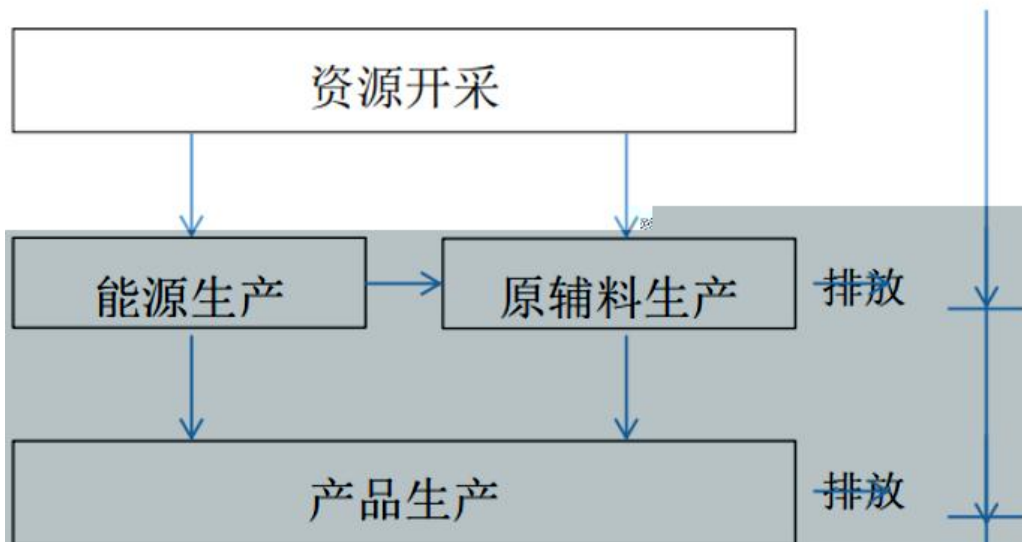 资源开采
能源生产
原辅料生产
排放
产品生产
排放